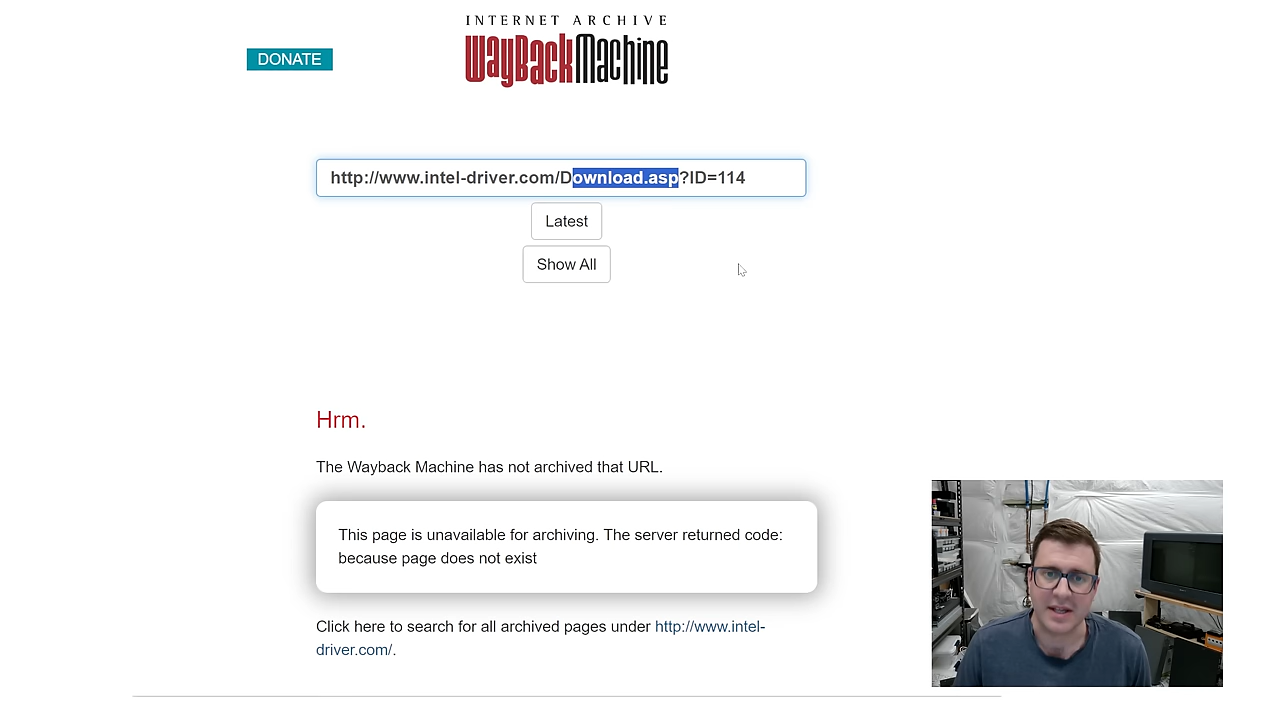 INTERNET ARCHIVE
WayBackMachine
DONATE
http://www.intel-driver.com/Download.asp?ID=114
Latest
Show All
Hrm.
The Wayback Machine has not archived that URL.
This page is unavailable for archiving. The server returned code:
because page does not exist
Click here to search for all archived pages under http://www.intel-
driver.com/.